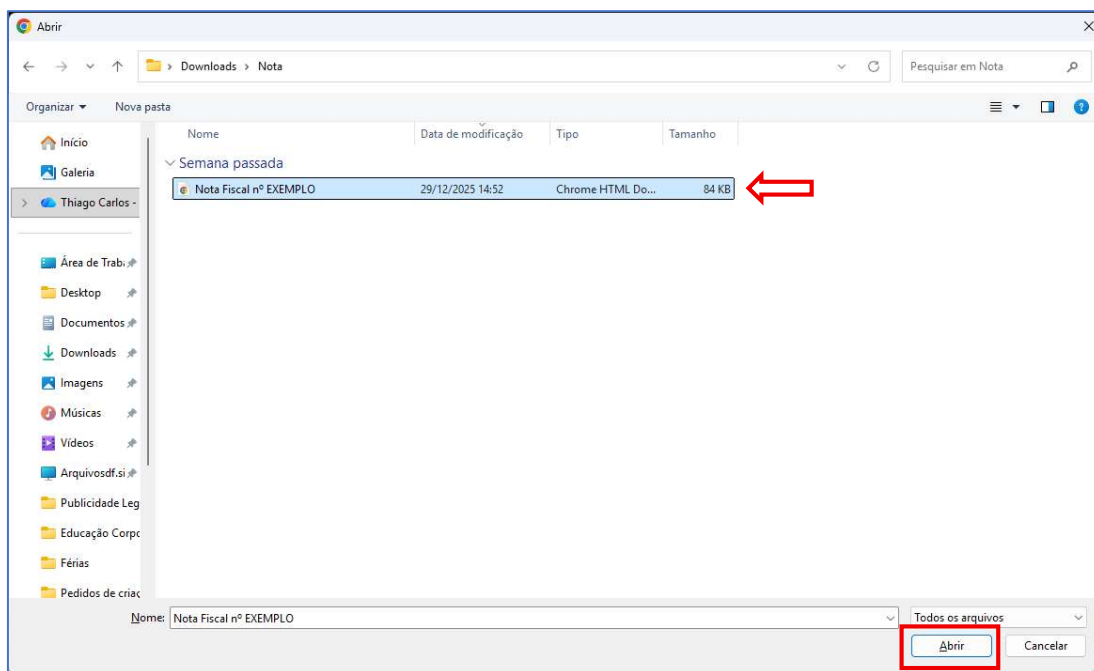 Abrir
Downloads > Nota
Pesquisar em Nota
Organizar
Nova pasta
Nome
Data de modificação
Tipo
Tamanho
Semana passada
Nota Fiscal nº EXEMPLO
29/12/2025 14:52
Chrome HTML Do...
84 KB
Início
Galeria
Thiago Carlos -
Área de Trab
Desktop
Documentos
Downloads
Imagens
Músicas
Vídeos
Arquivosdf.si
Publicidade Leg
Educação Corpo
Férias
Pedidos de criaç
Nome: Nota Fiscal nº EXEMPLO
Todos os arquivos
Abrir
Cancelar